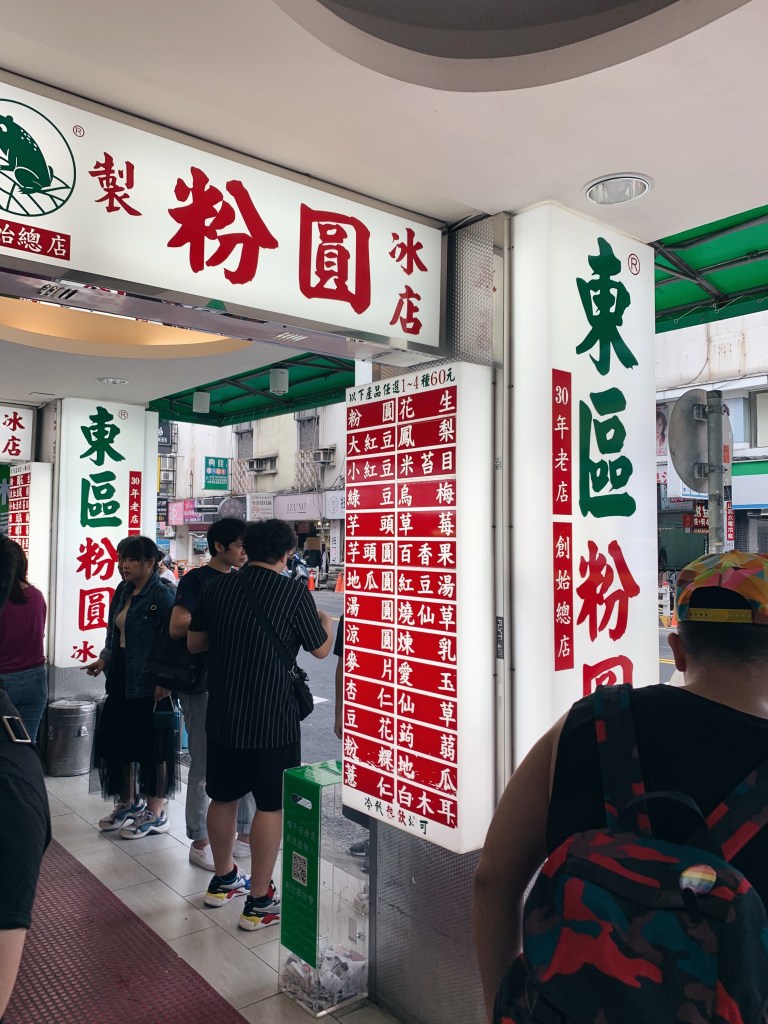 ®
製
粉圓
冰店
始總店
東區粉圓
®
30年老店
創始總店
以下產品任選1~4種60元
粉圓 花生
大紅豆 鳳梨
小紅豆 米苔目
綠豆 烏梅
芋頭 草莓
芋頭圓 百香果
地瓜圓 紅豆湯
湯圓 燒仙草
涼圓 煉乳
麥片 愛玉
杏仁 仙草
豆花 蒟蒻
粉粿 地瓜
薏仁 白木耳
冷代熱飲公司
冰店
東區粉圓冰
®
30年老店
IZUMI